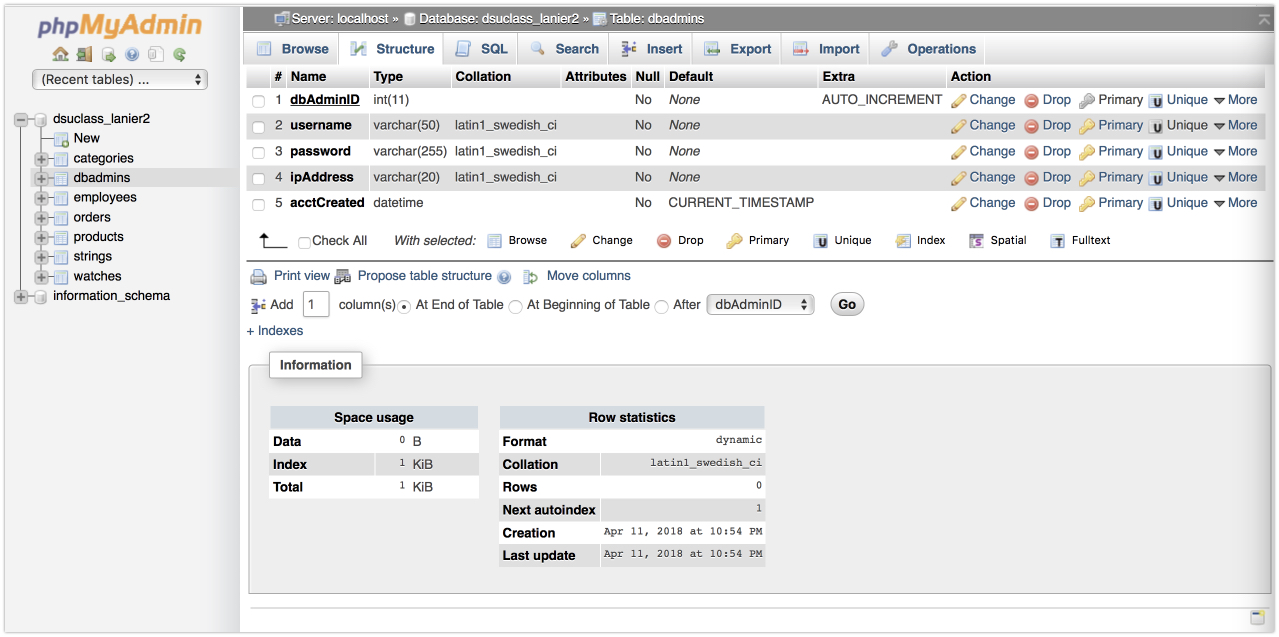 phpMyAdmin
(Recent tables) ...
dsuclass_lanier2
New
categories
dbadmins
employees
orders
products
strings
watches
information_schema
Server: localhost » Database: dsuclass_lanier2 » Table: dbadmins
Browse Structure SQL Search Insert Export Import Operations
# Name Type Collation Attributes Null Default Extra Action
1 dbAdminID int(11) No None AUTO_INCREMENT Change Drop Primary Unique More
2 username varchar(50) latin1_swedish_ci No None Change Drop Primary Unique More
3 password varchar(255) latin1_swedish_ci No None Change Drop Primary Unique More
4 ipAddress varchar(20) latin1_swedish_ci No None Change Drop Primary Unique More
5 acctCreated datetime No CURRENT_TIMESTAMP Change Drop Primary Unique More
Check All With selected: Browse Change Drop Primary Unique Index Spatial Fulltext
Print view Propose table structure Move columns
Add 1 column(s) At End of Table At Beginning of Table After dbAdminID Go
+ Indexes
Information
Space usage
Data 0 B
Index 1 KiB
Total 1 KiB
Row statistics
Format dynamic
Collation latin1_swedish_ci
Rows 0
Next autoindex 1
Creation Apr 11, 2018 at 10:54 PM
Last update Apr 11, 2018 at 10:54 PM